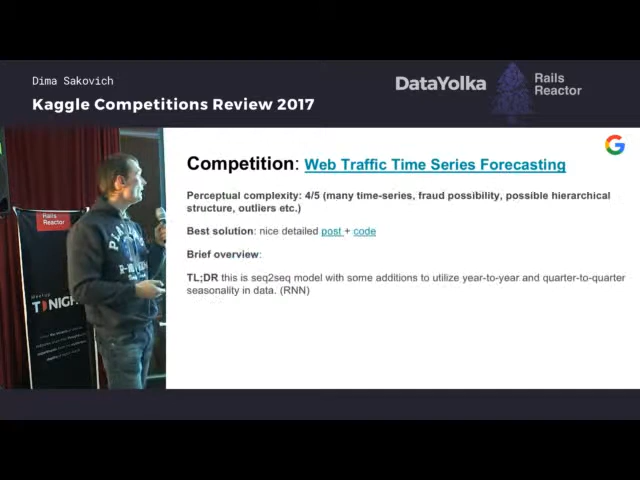 Dima Sakovich
Kaggle Competitions Review 2017
DataYolka
Rails
Reactor
Competition: Web Traffic Time Series Forecasting
Perceptual complexity: 4/5 (many time-series, fraud possibility, possible hierarchical
structure, outliers etc.)
Best solution: nice detailed post + code
Brief overview:
TL;DR this is seq2seq model with some additions to utilize year-to-year and quarter-to-quarter
seasonality in data. (RNN)
Rails
Reactor
Meetup